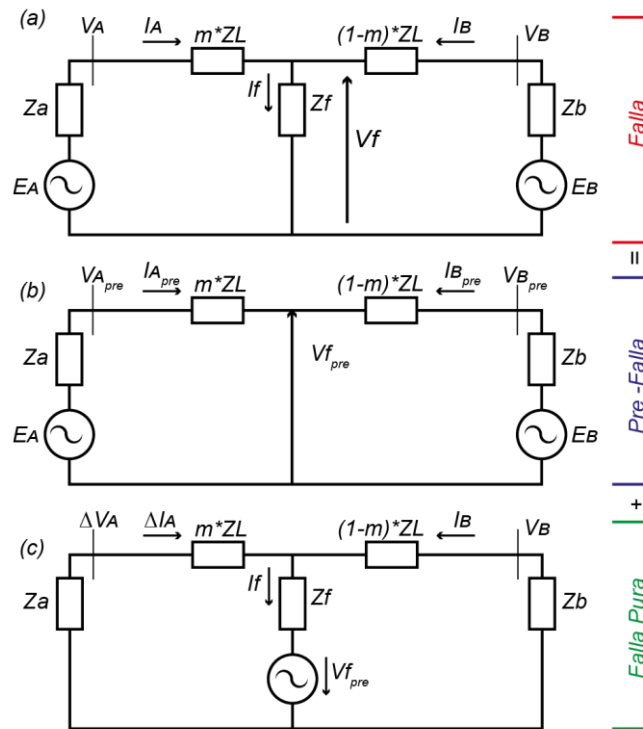 (a)
VA IA m*ZL (1-m)*ZL IB VB
If
Za Zf Vf Zb
EA EB
Falla
=
(b)
VApre IApre m*ZL (1-m)*ZL IBpre VBpre
Za Vfpre Zb
EA EB
Pre -Falla
+
(c)
ΔVA ΔIA m*ZL (1-m)*ZL IB VB
If
Za Zf Zb
Vfpre
Falla Pura